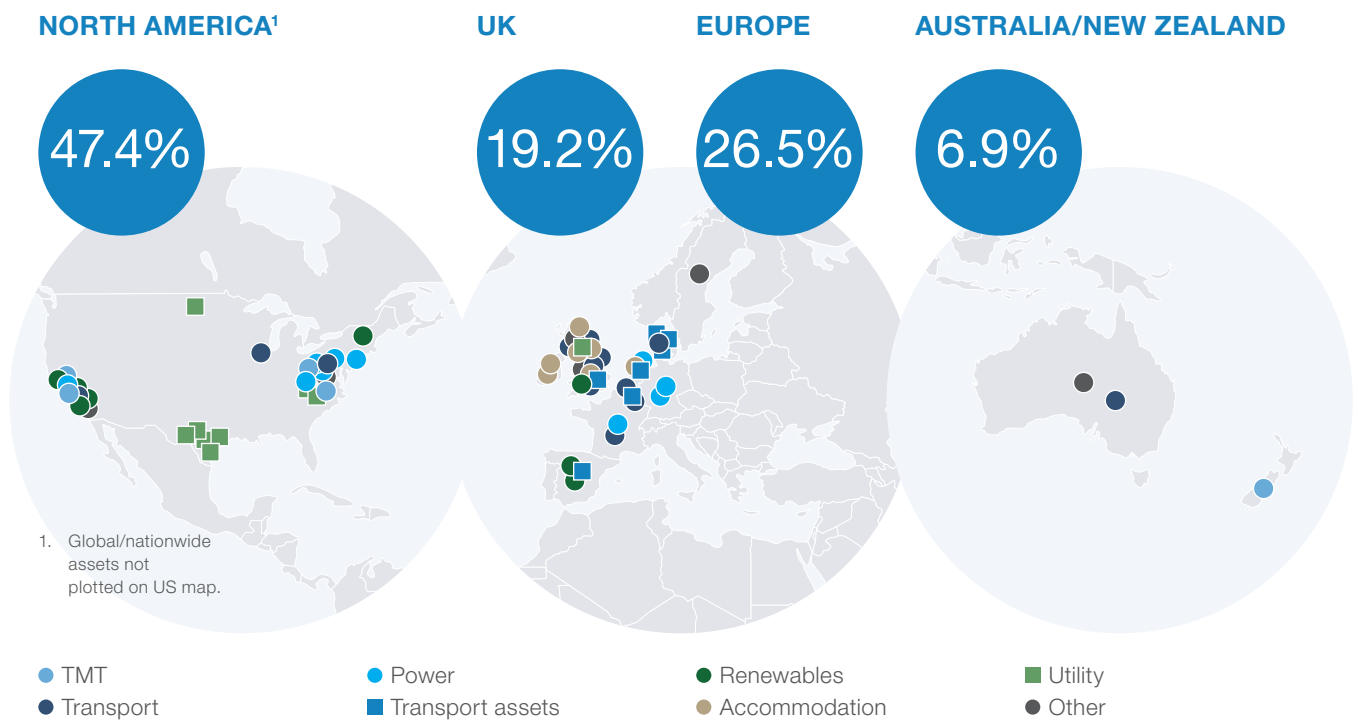 NORTH AMERICA¹
UK
EUROPE
AUSTRALIA/NEW ZEALAND
47.4%
19.2%
26.5%
6.9%
1. Global/nationwide
assets not
plotted on US map.
TMT
Power
Renewables
Utility
Transport
Transport assets
Accommodation
Other